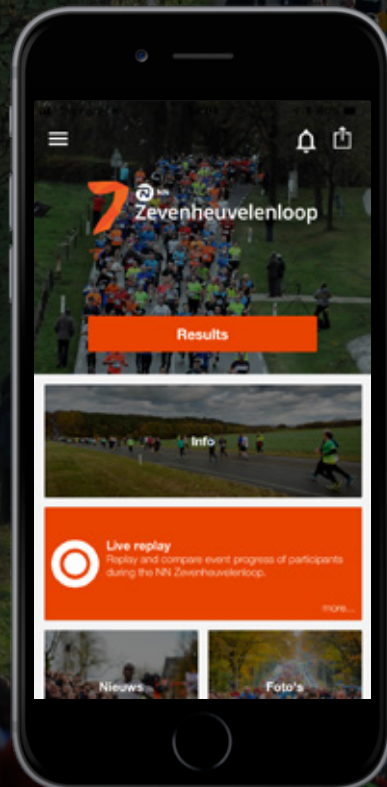 7
NN
Zevenheuvelenloop
Results
Info
Live replay
Replay and compare event progress of participants
during the NN Zevenheuvelenloop.
more...
Nieuws
Foto's